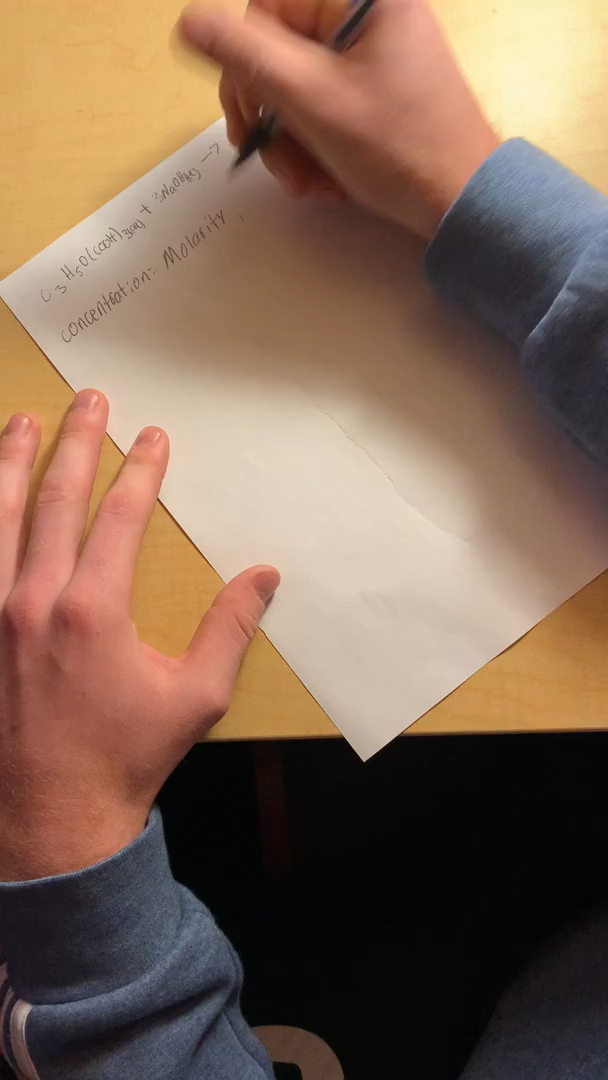 C₃H₅O(COOH)₃(aq) + 3NaOH(aq) →
concentration= Molarity,